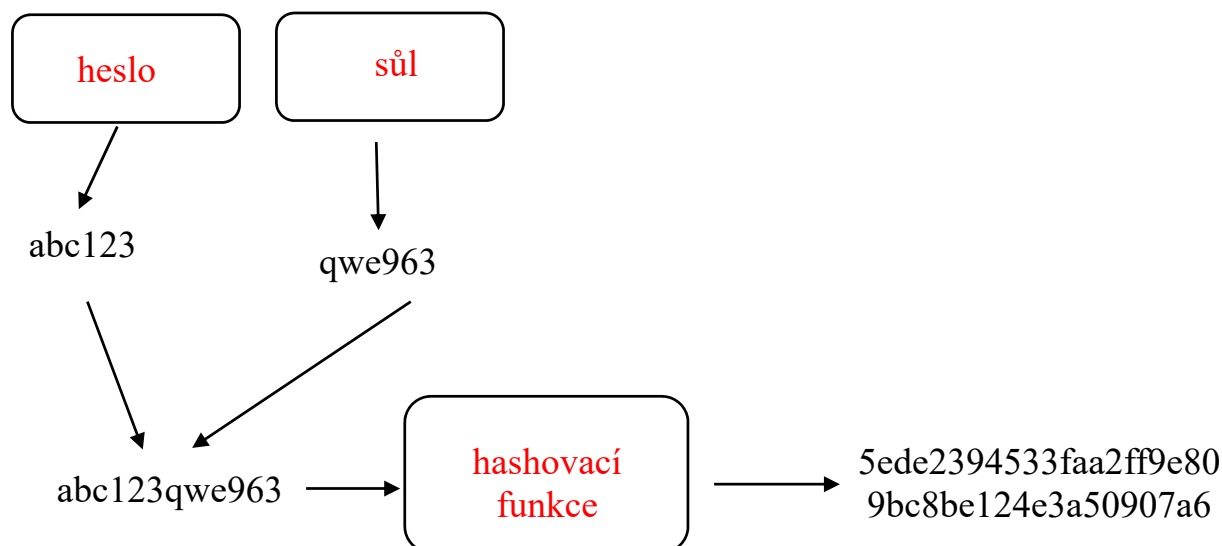 heslo
sůl
abc123
qwe963
abc123qwe963
hashovací
funkce
5ede2394533faa2ff9e80
9bc8be124e3a50907a6